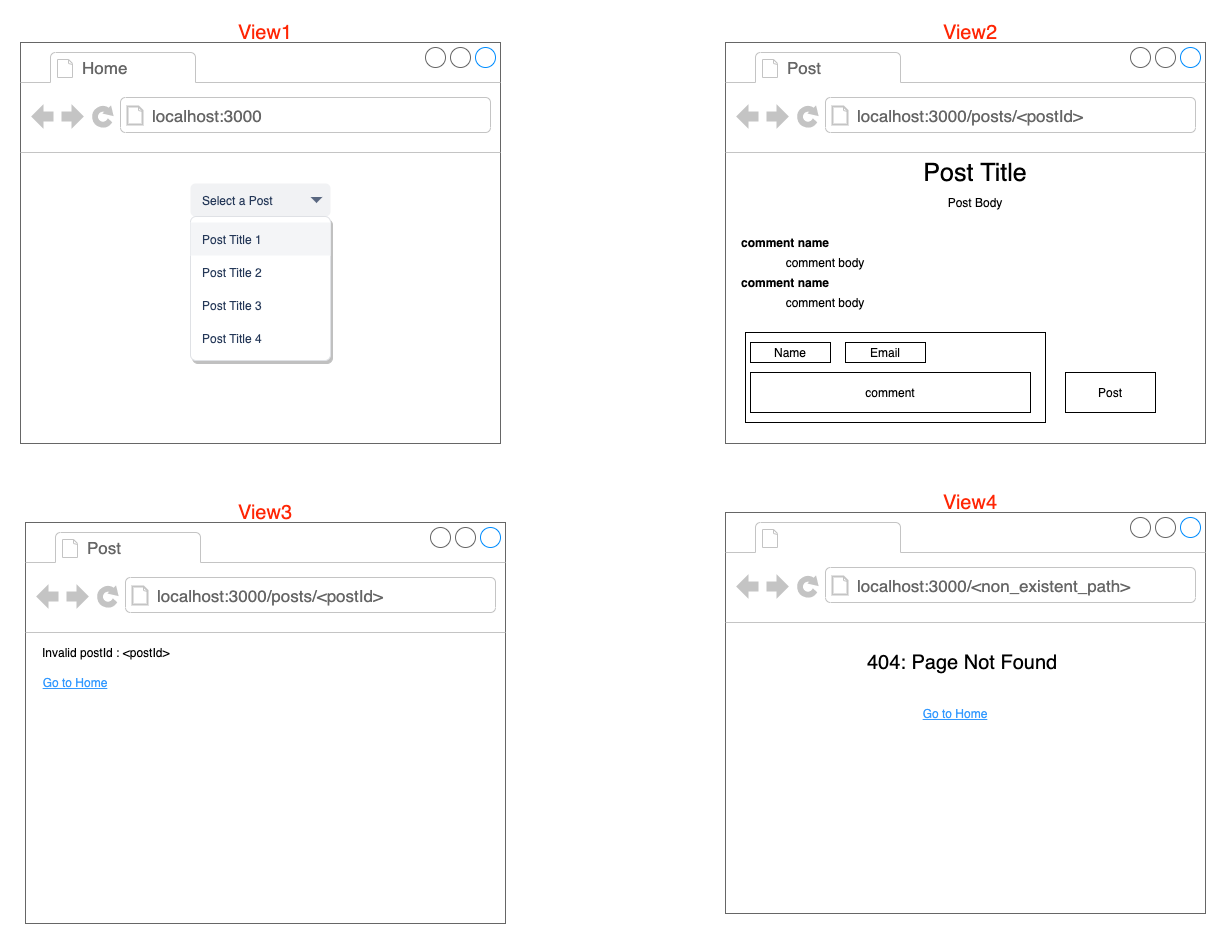 View1
Home
localhost:3000
Select a Post
Post Title 1
Post Title 2
Post Title 3
Post Title 4
View2
Post
localhost:3000/posts/<postId>
Post Title
Post Body
comment name
comment body
comment name
comment body
Name Email
comment
Post
View3
Post
localhost:3000/posts/<postId>
Invalid postId : <postId>
Go to Home
View4
localhost:3000/<non_existent_path>
404: Page Not Found
Go to Home